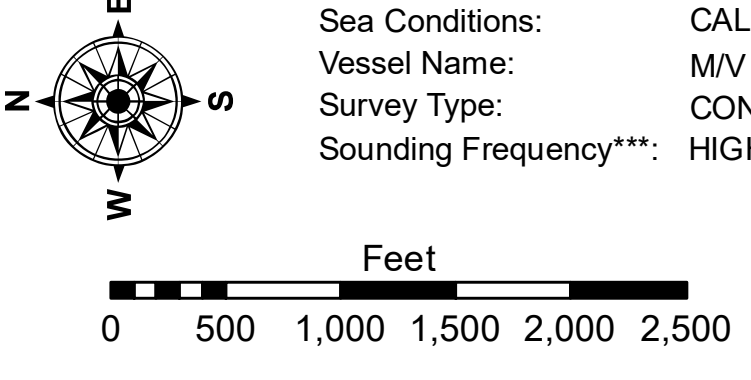 E
N
S
W
Sea Conditions: CAL
Vessel Name: M/V
Survey Type: CON
Sounding Frequency***: HIGH
Feet
0 500 1,000 1,500 2,000 2,500